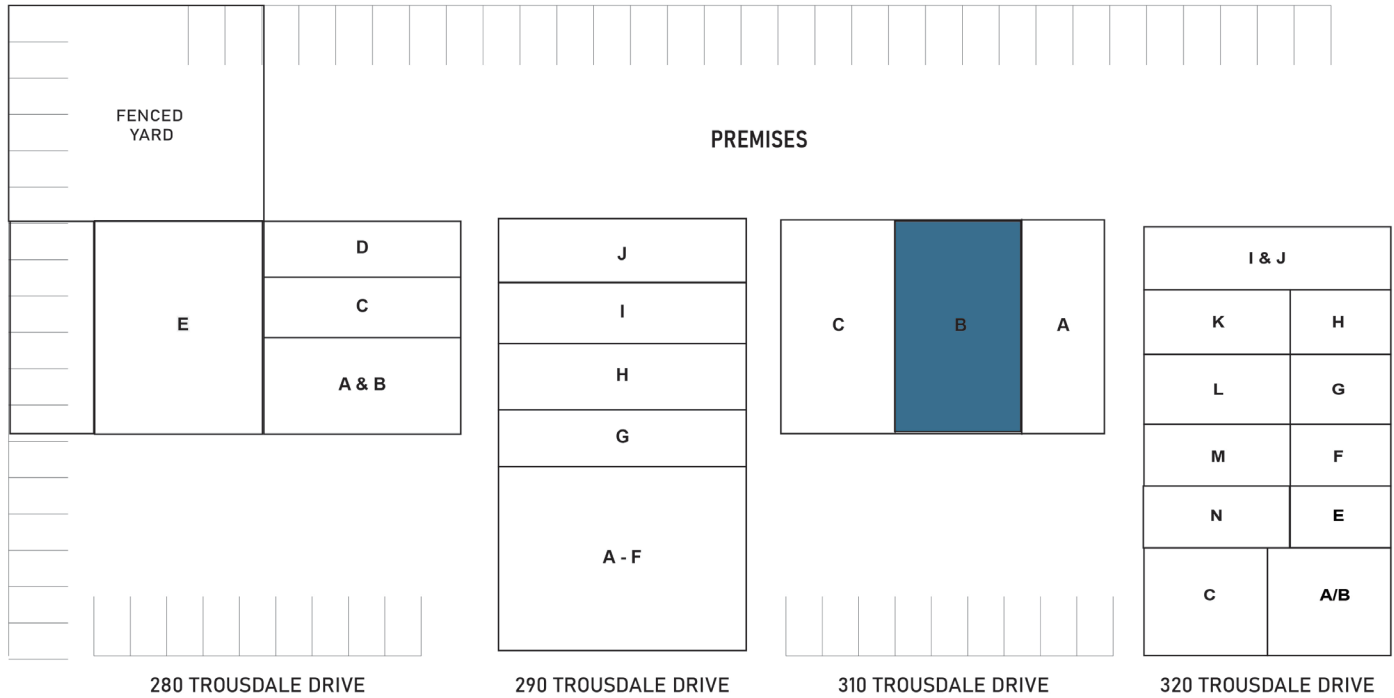 FENCED
YARD
PREMISES
D
C
E
A & B
J
I
H
G
A - F
C
B
A
I & J
K
H
L
G
M
F
N
E
C
A/B
280 TROUSDALE DRIVE
290 TROUSDALE DRIVE
310 TROUSDALE DRIVE
320 TROUSDALE DRIVE